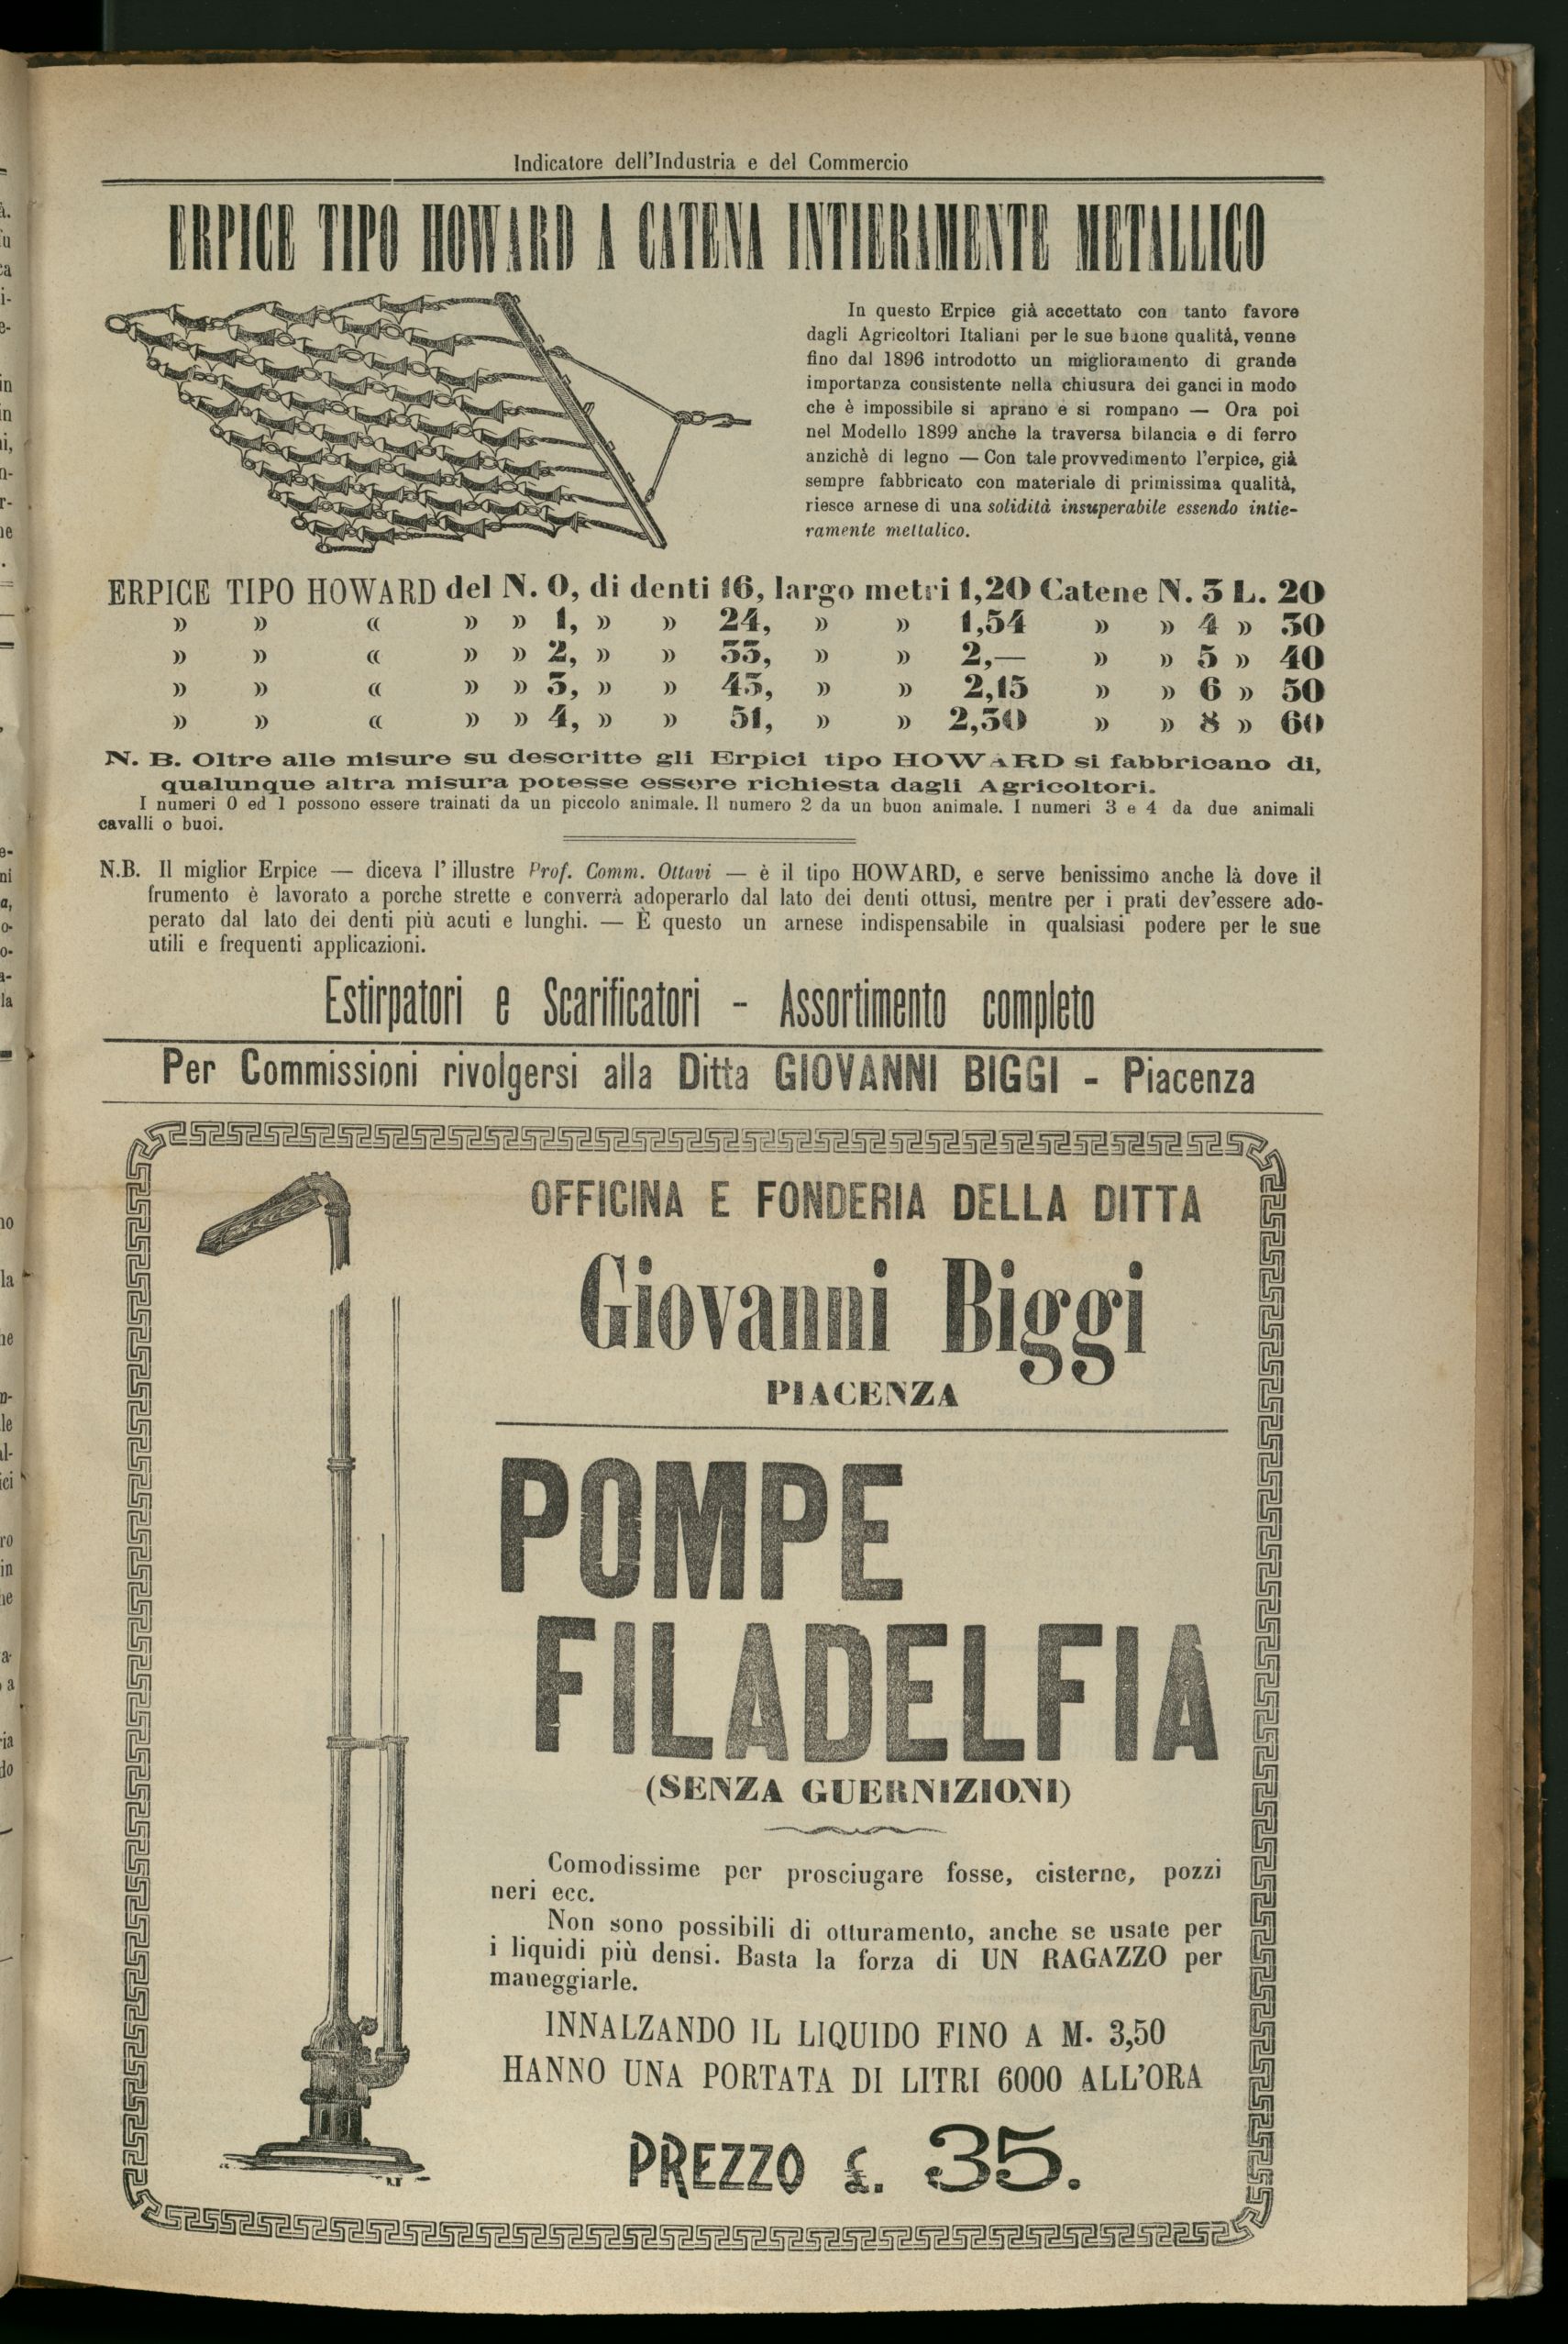 Indicatore dell'Industria e del Commercio
ERPICE TIPO HOWARD A CATENA INTIERAMENTE METALLICO
In questo Erpice già accettato con tanto favore
dagli Agricoltori Italiani per le sue buone qualità, venne
fino dal 1896 introdotto un miglioramento di grande
importanza consistente nella chiusura dei ganci in modo
che è impossibile si aprano e si rompano — Ora poi
nel Modello 1899 anche la traversa bilancia e di ferro
anzichè di legno — Con tale provvedimento l'erpice, già
sempre fabbricato con materiale di primissima qualità,
riesce arnese di una solidità insuperabile essendo intie-
ramente mettalico.
ERPICE TIPO HOWARD del N. 0, di denti 16, largo metri 1,20 Catene N. 3 L. 20
» » « » » 1, » » 24, » » 1,54 » » 4 » 30
» » « » » 2, » » 33, » » 2,— » » 5 » 40
» » « » » 3, » » 43, » » 2,15 » » 6 » 50
» » « » » 4, » » 51, » » 2,30 » » 8 » 60
N. B. Oltre alle misure su descritte gli Erpici tipo HOWARD si fabbricano di,
qualunque altra misura potesse essere richiesta dagli Agricoltori.
I numeri 0 ed 1 possono essere trainati da un piccolo animale. Il numero 2 da un buon animale. I numeri 3 e 4 da due animali
cavalli o buoi.
N.B. Il miglior Erpice — diceva l'illustre Prof. Comm. Ottavi — è il tipo HOWARD, e serve benissimo anche là dove il
frumento è lavorato a porche strette e converrà adoperarlo dal lato dei denti ottusi, mentre per i prati dev'essere ado-
perato dal lato dei denti più acuti e lunghi. — È questo un arnese indispensabile in qualsiasi podere per le sue
utili e frequenti applicazioni.
Estirpatori e Scarificatori - Assortimento completo
Per Commissioni rivolgersi alla Ditta GIOVANNI BIGGI - Piacenza
OFFICINA E FONDERIA DELLA DITTA
Giovanni Biggi
PIACENZA
POMPE
FILADELFIA
(SENZA GUERNIZIONI)
Comodissime per prosciugare fosse, cisterne, pozzi
neri ecc.
Non sono possibili di otturamento, anche se usate per
i liquidi più densi. Basta la forza di UN RAGAZZO per
maneggiarle.
INNALZANDO IL LIQUIDO FINO A M. 3,50
HANNO UNA PORTATA DI LITRI 6000 ALL'ORA
PREZZO £. 35.